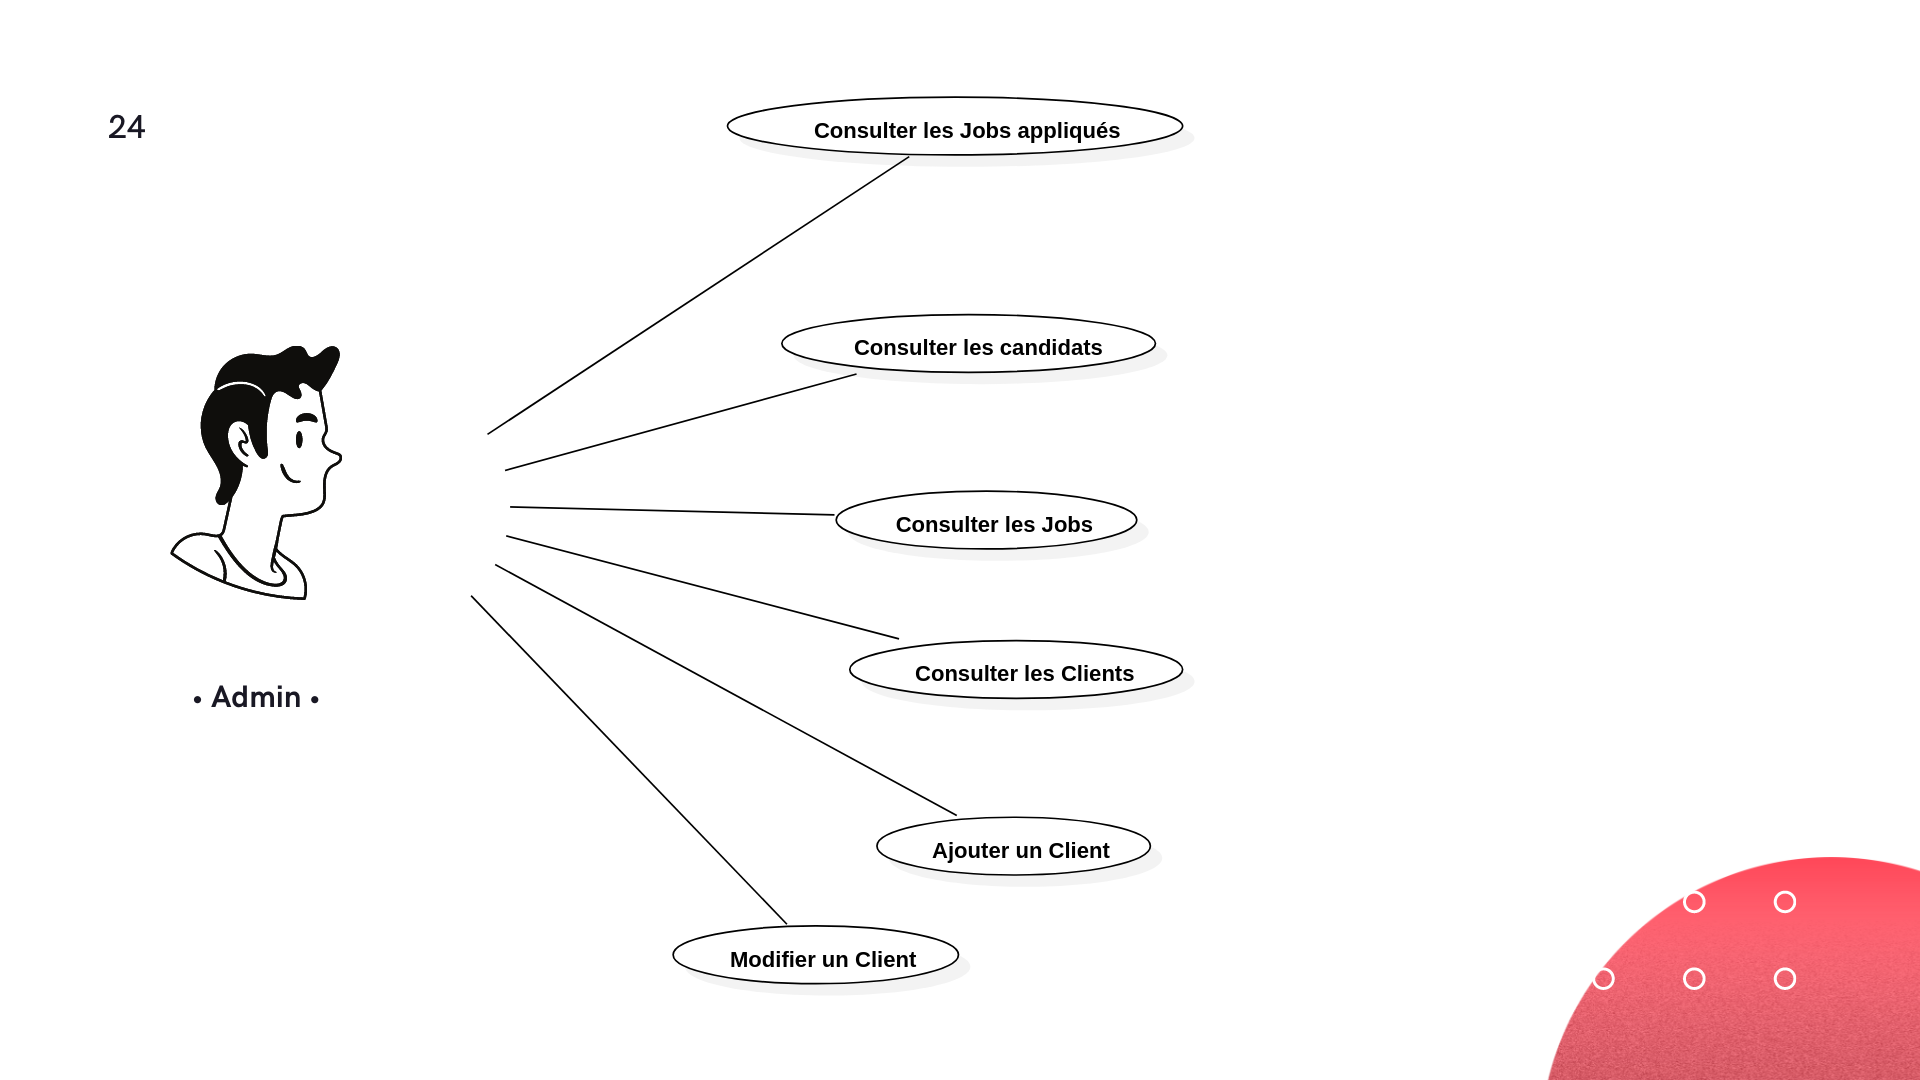 24
Consulter les Jobs appliqués
Consulter les candidats
Consulter les Jobs
Consulter les Clients
• Admin •
Ajouter un Client
Modifier un Client